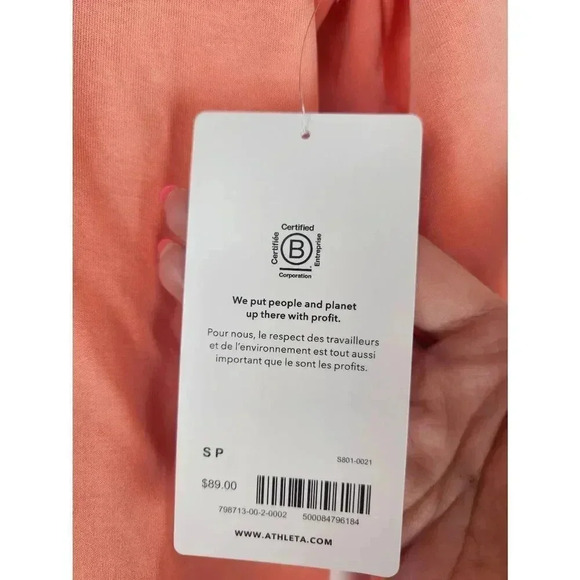 Certified
Certifiée
B
Entreprise
Corporation
We put people and planet
up there with profit.
Pour nous, le respect des travailleurs
et de l'environnement est tout aussi
important que le sont les profits.
S P
S801-0021
$89.00
798713-00-2-0002 500084796184
WWW.ATHLETA.COM